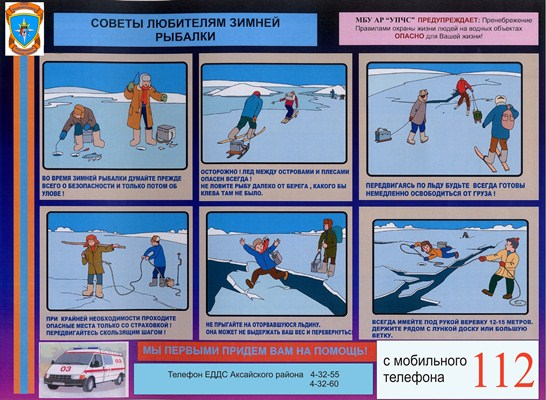 СОВЕТЫ ЛЮБИТЕЛЯМ ЗИМНЕЙ
РЫБАЛКИ
МБУ АР "УПЧС" ПРЕДУПРЕЖДАЕТ: Пренебрежение
Правилами охраны жизни людей на водных объектах
ОПАСНО для Вашей жизни!
ВО ВРЕМЯ ЗИМНЕЙ РЫБАЛКИ ДУМАЙТЕ ПРЕЖДЕ
ВСЕГО О БЕЗОПАСНОСТИ И ТОЛЬКО ПОТОМ ОБ
УЛОВЕ !
ОСТОРОЖНО ! ЛЕД МЕЖДУ ОСТРОВАМИ И ПЛЕСАМИ
ОПАСЕН ВСЕГДА !
НЕ ЛОВИТЕ РЫБУ ДАЛЕКО ОТ БЕРЕГА , КАКОГО БЫ
КЛЕВА ТАМ НЕ БЫЛО.
ПЕРЕДВИГАЯСЬ ПО ЛЬДУ БУДЬТЕ ВСЕГДА ГОТОВЫ
НЕМЕДЛЕННО ОСВОБОДИТЬСЯ ОТ ГРУЗА !
ПРИ КРАЙНЕЙ НЕОБХОДИМОСТИ ПРОХОДИТЕ
ОПАСНЫЕ МЕСТА ТОЛЬКО СО СТРАХОВКОЙ !
ПЕРЕДВИГАЙТЕСЬ СКОЛЬЗЯЩИМ ШАГОМ !
НЕ ПРЫГАЙТЕ НА ОТОРВАВШУЮСЯ ЛЬДИНУ.
ОНА МОЖЕТ НЕ ВЫДЕРЖАТЬ ВАШ ВЕС И ПЕРЕВЕРНУТЬСЯ
ВСЕГДА ИМЕЙТЕ ПОД РУКОЙ ВЕРЕВКУ 12-15 МЕТРОВ.
ДЕРЖИТЕ РЯДОМ С ЛУНКОЙ ДОСКУ ИЛИ БОЛЬШУЮ
ВЕТКУ.
03
МЫ ПЕРВЫМИ ПРИДЕМ ВАМ НА ПОМОЩЬ!
Телефон ЕДДС Аксайского района 4-32-55
4-32-60
с мобильного
телефона
112